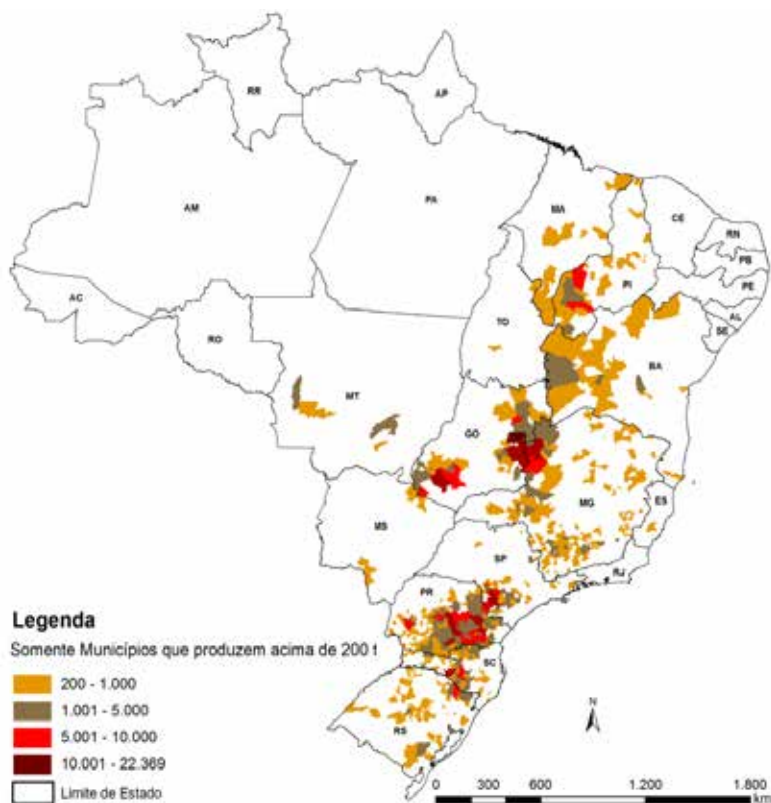 RR
AP
AM
PA
MA
CE
RN
PB
PE
AL
SE
PI
AC
TO
RO
BA
MT
GO
MG
ES
MS
SP
RJ
PR
SC
RS
Legenda
Somente Municípios que produzem acima de 200 t
200 - 1.000
1.001 - 5.000
5.001 - 10.000
10.001 - 22.369
Limite de Estado
N
0 300 600 1.200 1.800
km